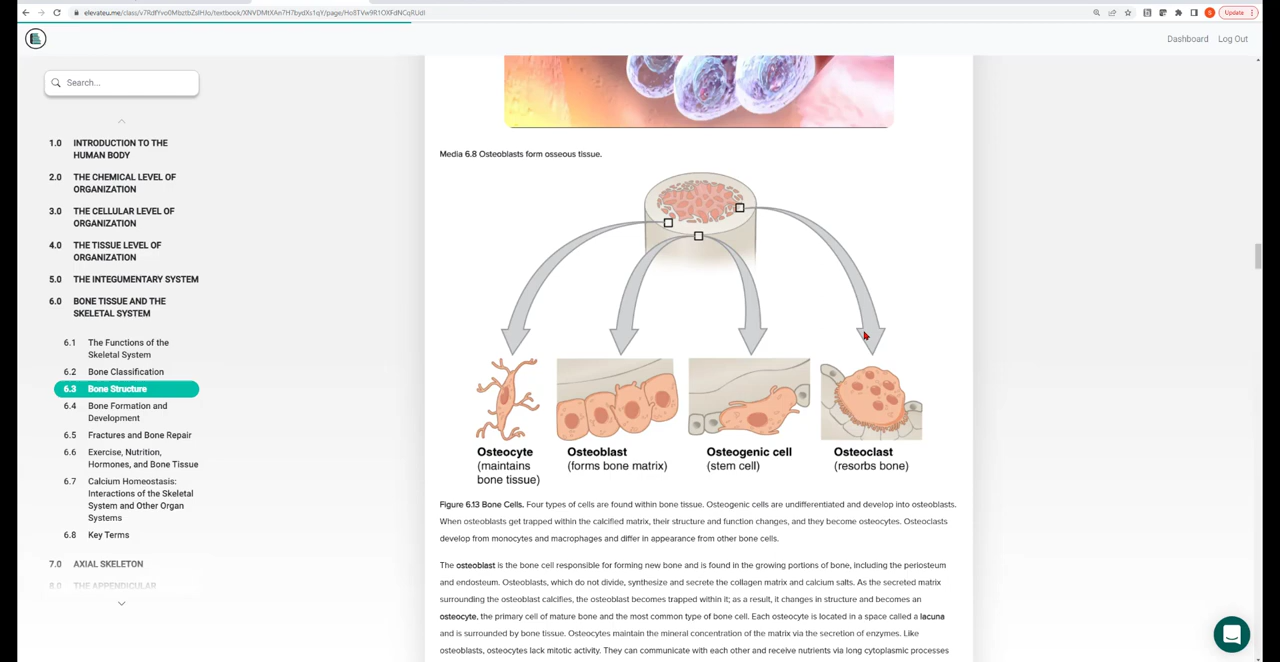 elevateu.me/class/
Update
Dashboard Log Out
Search...
1.0 INTRODUCTION TO THE
HUMAN BODY
2.0 THE CHEMICAL LEVEL OF
ORGANIZATION
3.0 THE CELLULAR LEVEL OF
ORGANIZATION
4.0 THE TISSUE LEVEL OF
ORGANIZATION
5.0 THE INTEGUMENTARY SYSTEM
6.0 BONE TISSUE AND THE
SKELETAL SYSTEM
6.1 The Functions of the
Skeletal System
6.2 Bone Classification
6.3 Bone Structure
6.4 Bone Formation and
Development
6.5 Fractures and Bone Repair
6.6 Exercise, Nutrition,
Hormones, and Bone Tissue
6.7 Calcium Homeostasis:
Interactions of the Skeletal
System and Other Organ
Systems
6.8 Key Terms
7.0 AXIAL SKELETON
8.0 THE APPENDICULAR
Media 6.8 Osteoblasts form osseous tissue.
Osteocyte
(maintains
bone tissue)
Osteoblast
(forms bone matrix)
Osteogenic cell
(stem cell)
Osteoclast
(resorbs bone)
Figure 6.13 Bone Cells. Four types of cells are found within bone tissue. Osteogenic cells are undifferentiated and develop into osteoblasts.
When osteoblasts get trapped within the calcified matrix, their structure and function changes, and they become osteocytes. Osteoclasts
develop from monocytes and macrophages and differ in appearance from other bone cells.
The osteoblast is the bone cell responsible for forming new bone and is found in the growing portions of bone, including the periosteum
and endosteum. Osteoblasts, which do not divide, synthesize and secrete the collagen matrix and calcium salts. As the secreted matrix
surrounding the osteoblast calcifies, the osteoblast becomes trapped within it; as a result, it changes in structure and becomes an
osteocyte, the primary cell of mature bone and the most common type of bone cell. Each osteocyte is located in a space called a lacuna
and is surrounded by bone tissue. Osteocytes maintain the mineral concentration of the matrix via the secretion of enzymes. Like
osteoblasts, osteocytes lack mitotic activity. They can communicate with each other and receive nutrients via long cytoplasmic processes